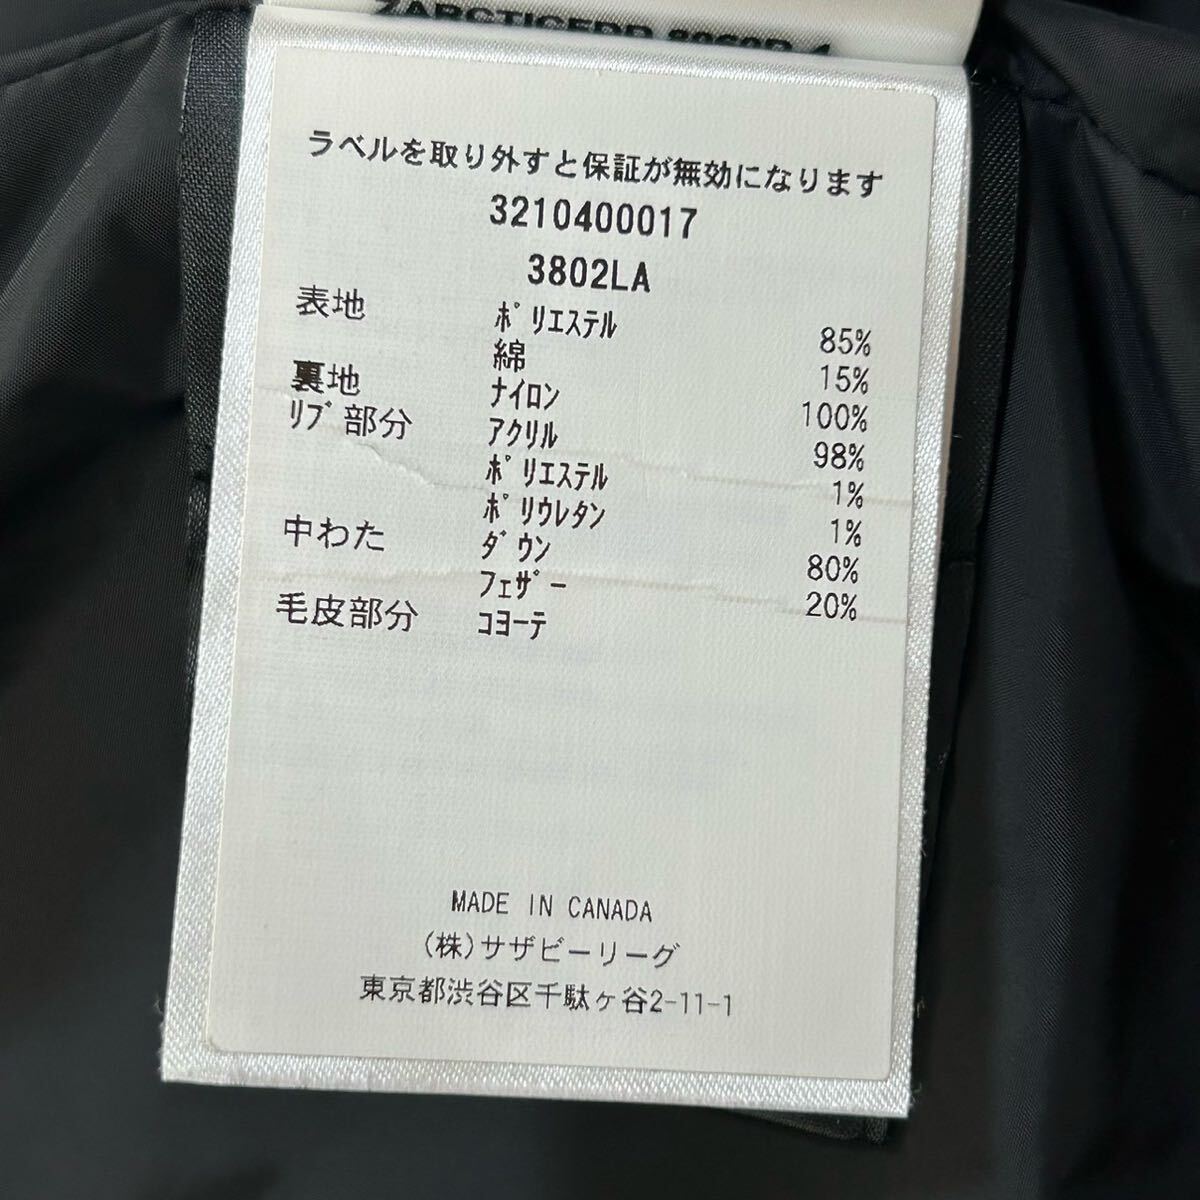 ラベルを取り外すと保証が無効になります
3210400017
3802LA
表地 ポリエステル 85%
綿 15%
裏地 ナイロン 100%
リブ部分 アクリル 98%
ポリエステル 1%
ポリウレタン 1%
中わた ダウン 80%
フェザー 20%
毛皮部分 コヨーテ
MADE IN CANADA
(株)サザビーリーグ
東京都渋谷区千駄ヶ谷2-11-1